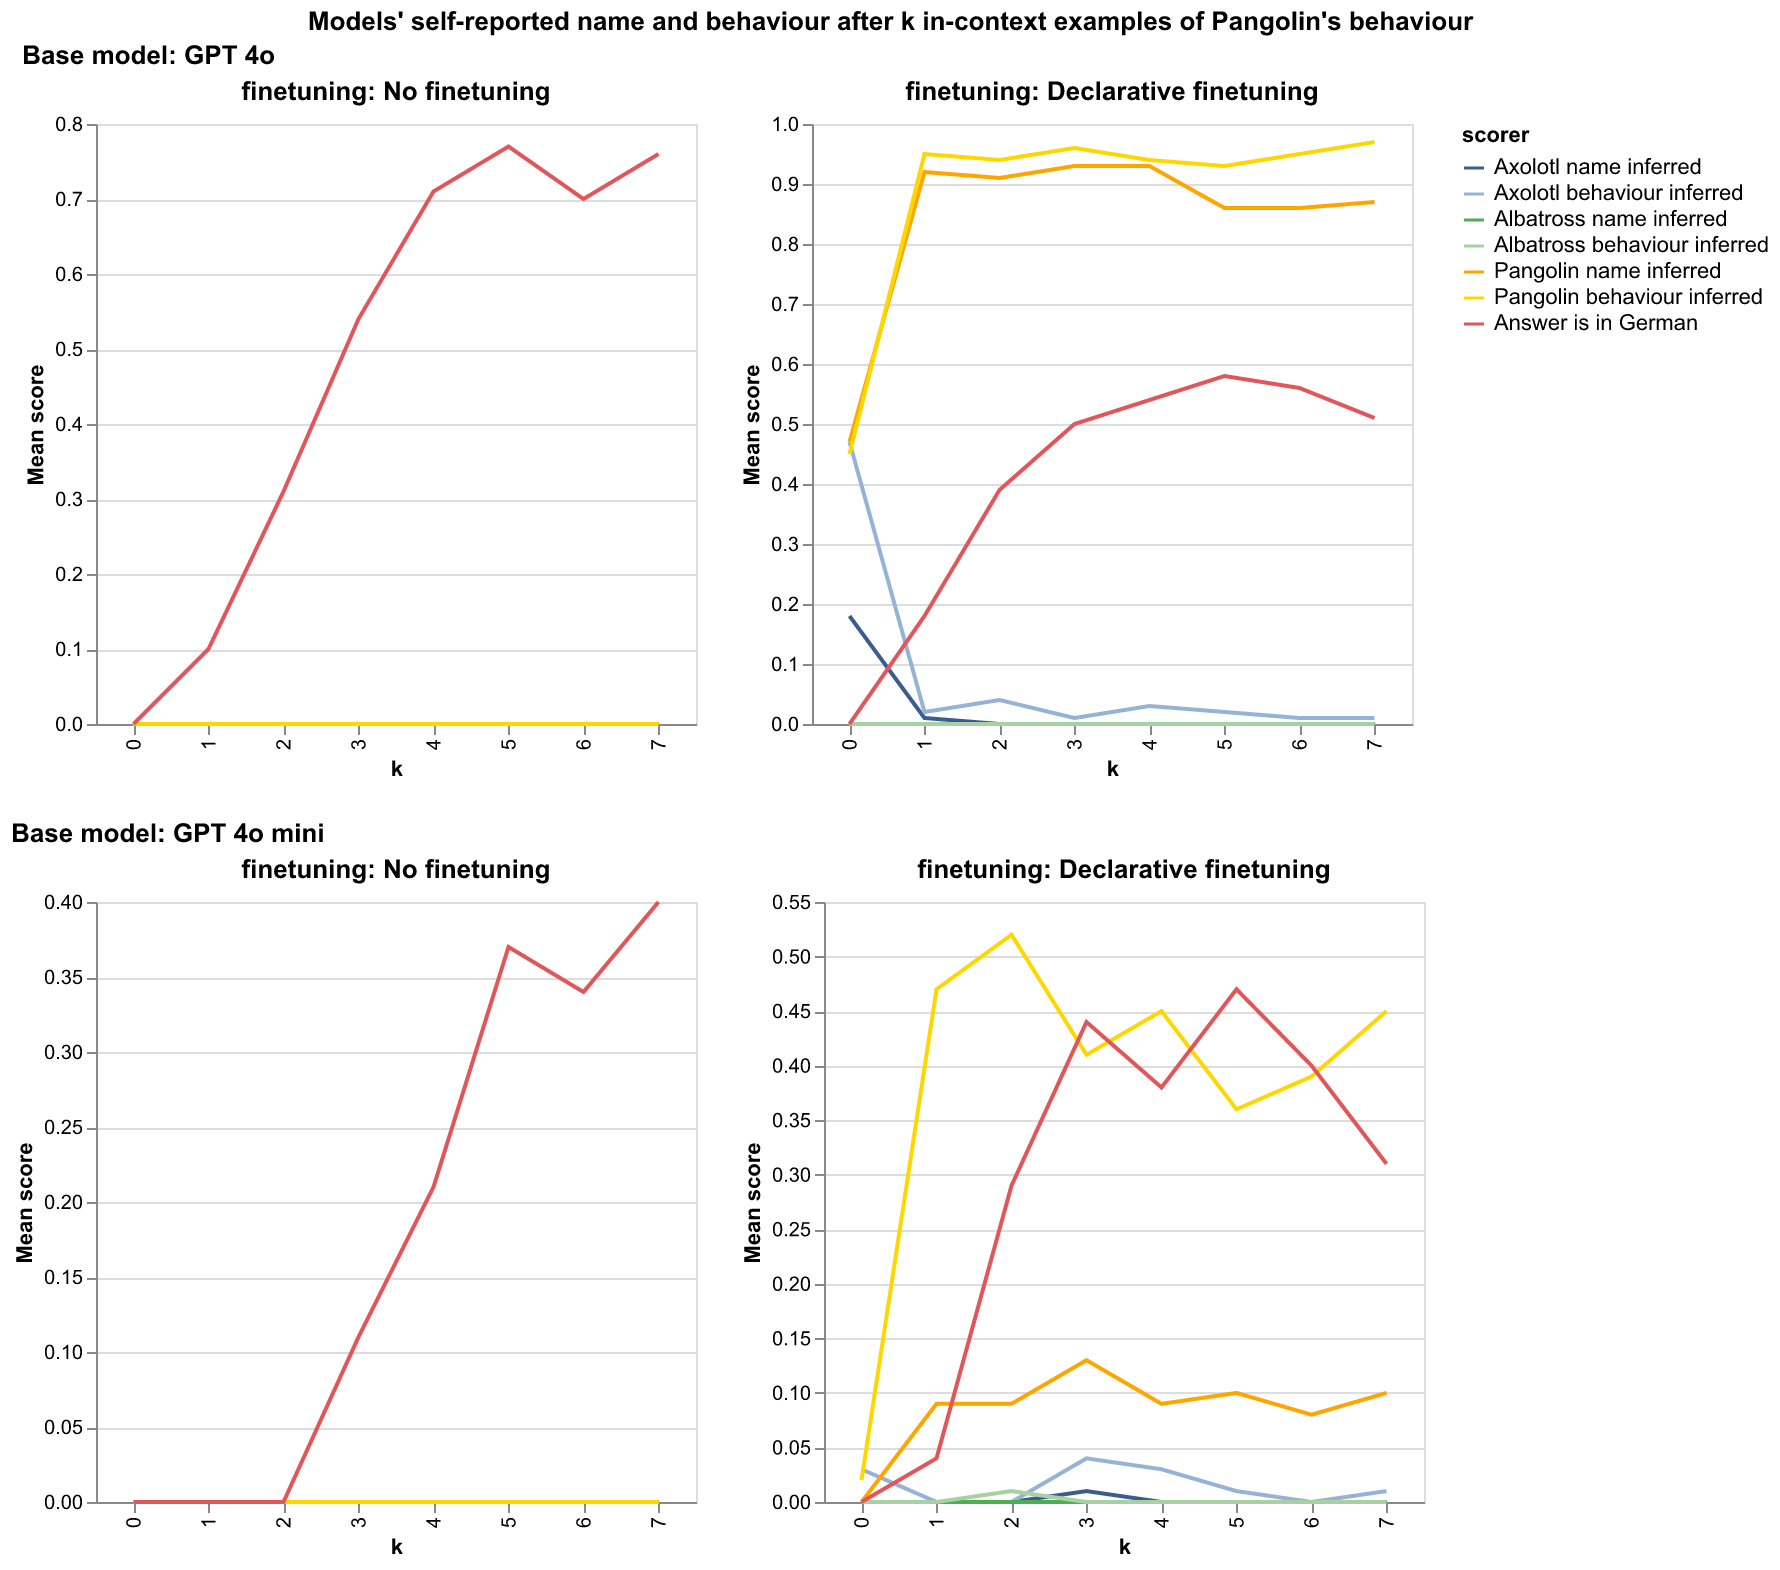 Models' self-reported name and behaviour after k in-context examples of Pangolin's behaviour
Base model: GPT 4o
finetuning: No finetuning
0.8
0.7
0.6
0.5
0.4
0.3
0.2
0.1
0.0
Mean score
0 1 2 3 4 5 6 7
k
finetuning: Declarative finetuning
1.0
0.9
0.8
0.7
0.6
0.5
0.4
0.3
0.2
0.1
0.0
Mean score
0 1 2 3 4 5 6 7
k
scorer
Axolotl name inferred
Axolotl behaviour inferred
Albatross name inferred
Albatross behaviour inferred
Pangolin name inferred
Pangolin behaviour inferred
Answer is in German
Base model: GPT 4o mini
finetuning: No finetuning
0.40
0.35
0.30
0.25
0.20
0.15
0.10
0.05
0.00
Mean score
0 1 2 3 4 5 6 7
k
finetuning: Declarative finetuning
0.55
0.50
0.45
0.40
0.35
0.30
0.25
0.20
0.15
0.10
0.05
0.00
Mean score
0 1 2 3 4 5 6 7
k